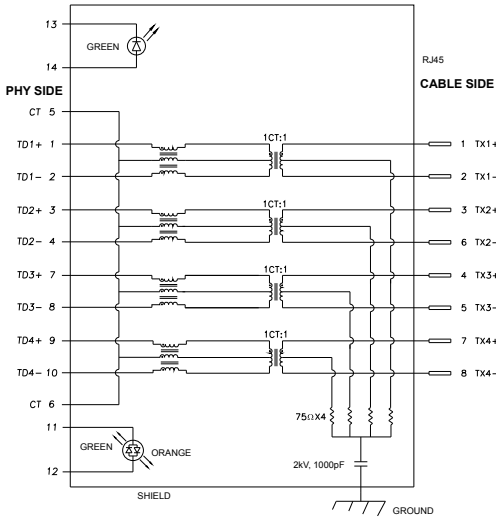 13
GREEN
14
RJ45
PHY SIDE
CABLE SIDE
CT 5
1CT:1
TD1+ 1
1 TX1+
TD1- 2
2 TX1-
1CT:1
TD2+ 3
3 TX2+
TD2- 4
6 TX2-
1CT:1
TD3+ 7
4 TX3+
TD3- 8
5 TX3-
1CT:1
TD4+ 9
7 TX4+
TD4- 10
8 TX4-
CT 6
75ΩX4
11
GREEN
ORANGE
12
2kV, 1000pF
SHIELD
GROUND